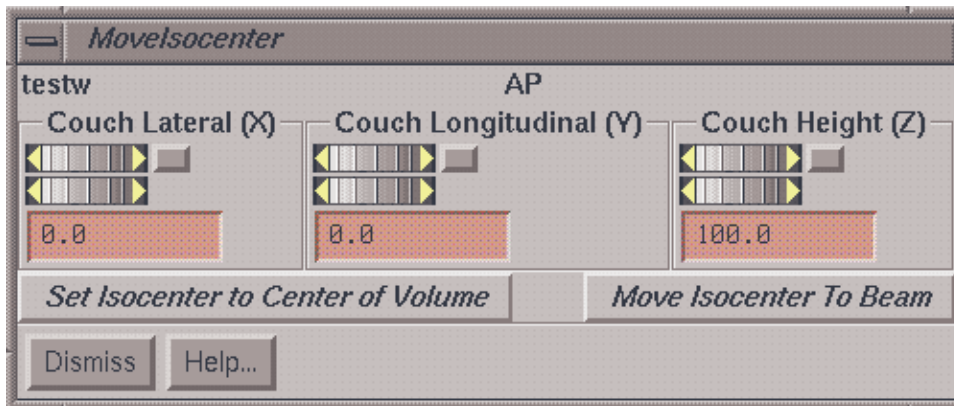 MoveIsocenter
testw AP
Couch Lateral (X) Couch Longitudinal (Y) Couch Height (Z)
0.0 0.0 100.0
Set Isocenter to Center of Volume Move Isocenter To Beam
Dismiss Help...